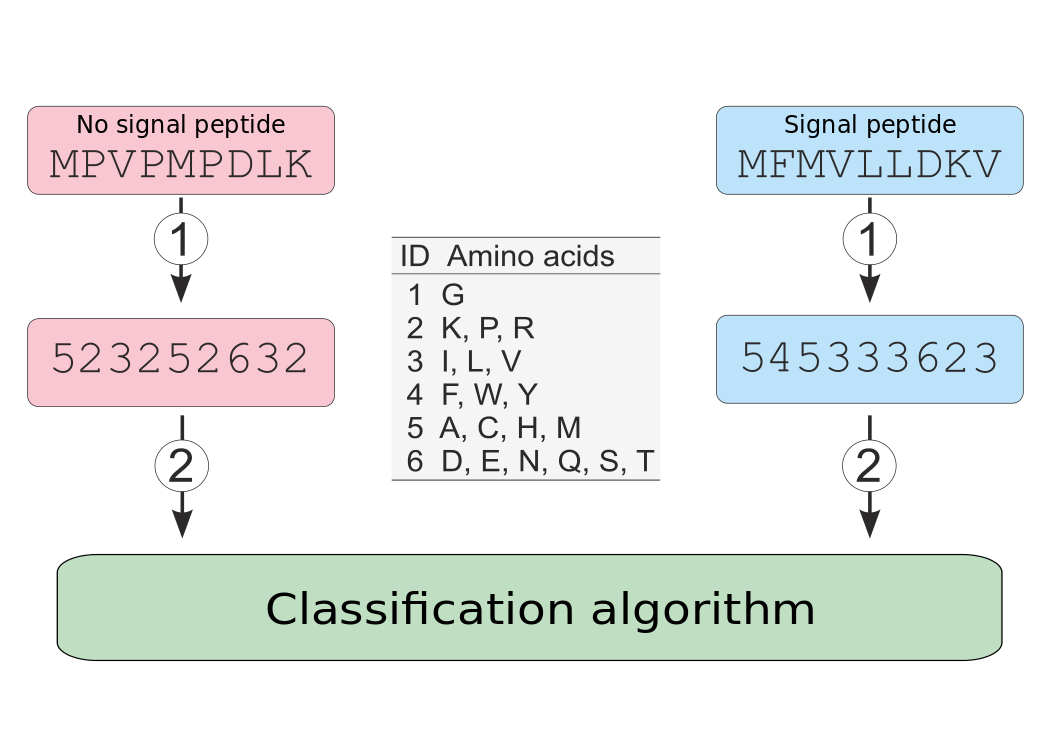 No signal peptide
MPVPMPDLK
Signal peptide
MFMVLLDKV
1
1
ID Amino acids
1 G
2 K, P, R
3 I, L, V
4 F, W, Y
5 A, C, H, M
6 D, E, N, Q, S, T
523252632
545333623
2
2
Classification algorithm